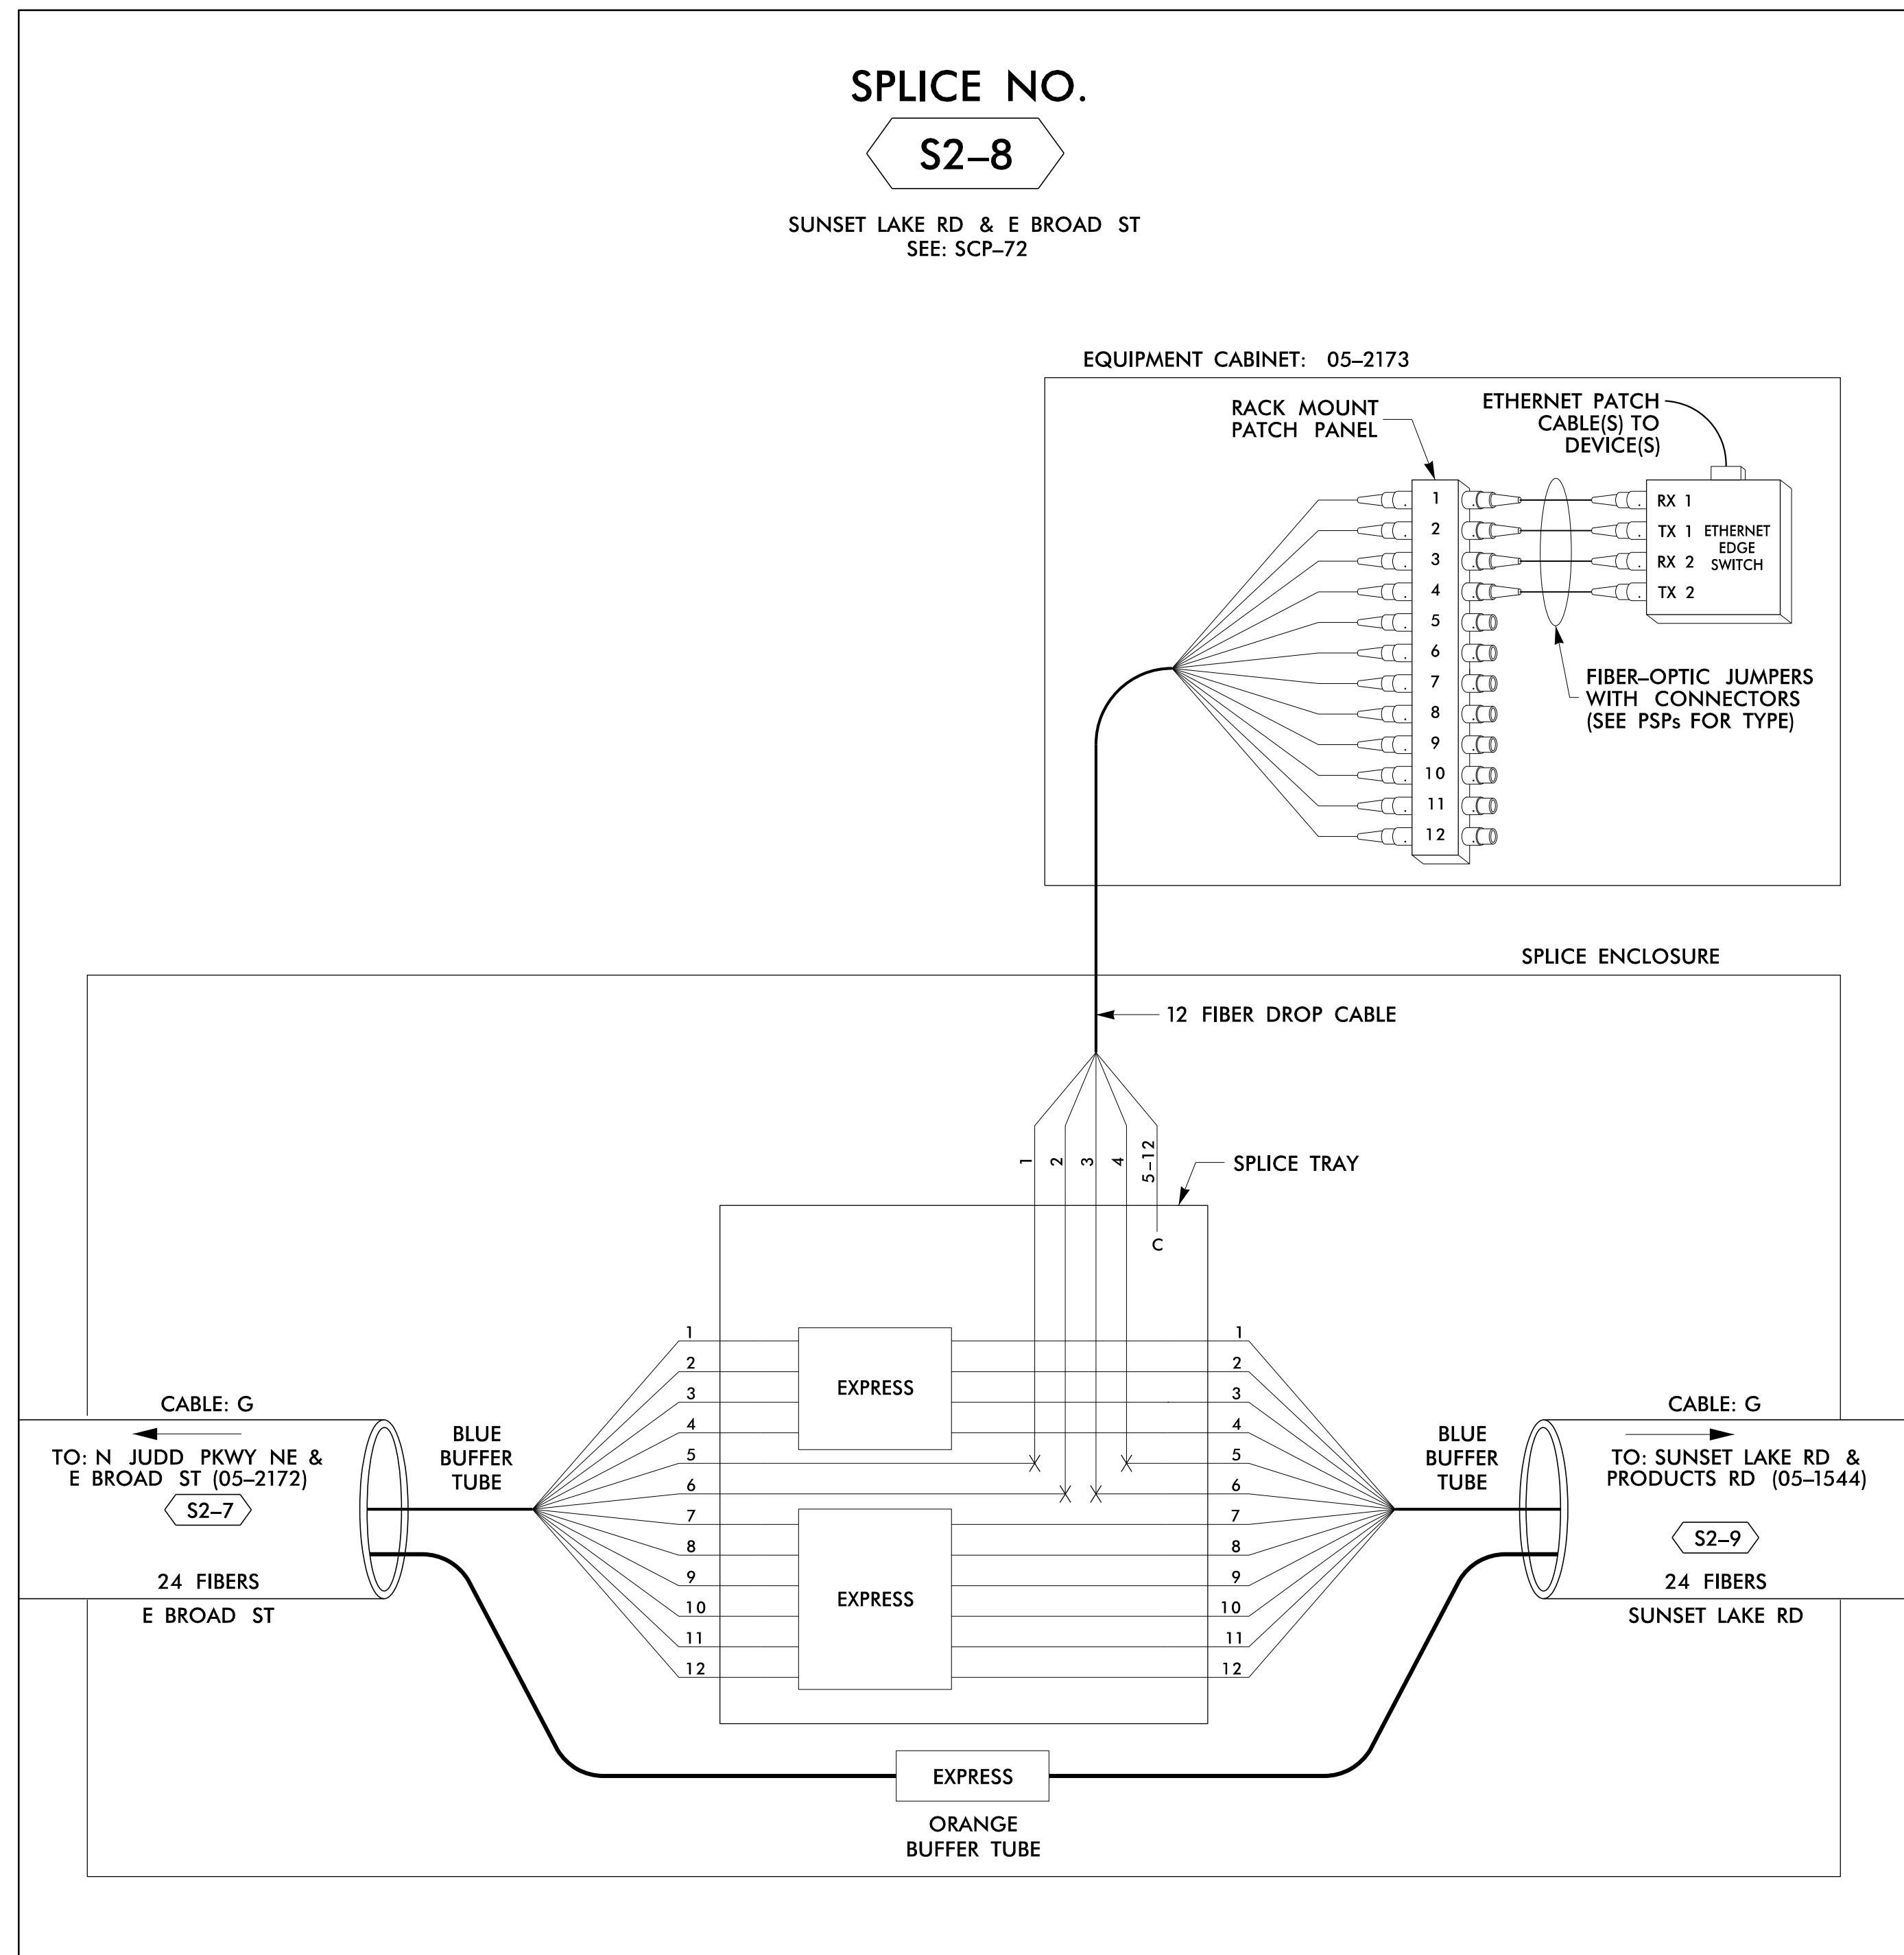 SPLICE NO.
S2–8
SUNSET LAKE RD & E BROAD ST
SEE: SCP–72
EQUIPMENT CABINET: 05–2173
RACK MOUNT
PATCH PANEL
ETHERNET PATCH
CABLE(S) TO
DEVICE(S)
1
2
3
4
5
6
7
8
9
10
11
12
RX 1
TX 1
RX 2
TX 2
ETHERNET
EDGE
SWITCH
FIBER–OPTIC JUMPERS
WITH CONNECTORS
(SEE PSPs FOR TYPE)
SPLICE ENCLOSURE
12 FIBER DROP CABLE
1
2
3
4
5–12
SPLICE TRAY
C
CABLE: G
TO: N JUDD PKWY NE &
E BROAD ST (05–2172)
S2–7
24 FIBERS
E BROAD ST
BLUE
BUFFER
TUBE
1
2
3
4
5
6
7
8
9
10
11
12
EXPRESS
EXPRESS
1
2
3
4
5
6
7
8
9
10
11
12
BLUE
BUFFER
TUBE
CABLE: G
TO: SUNSET LAKE RD &
PRODUCTS RD (05–1544)
S2–9
24 FIBERS
SUNSET LAKE RD
EXPRESS
ORANGE
BUFFER TUBE